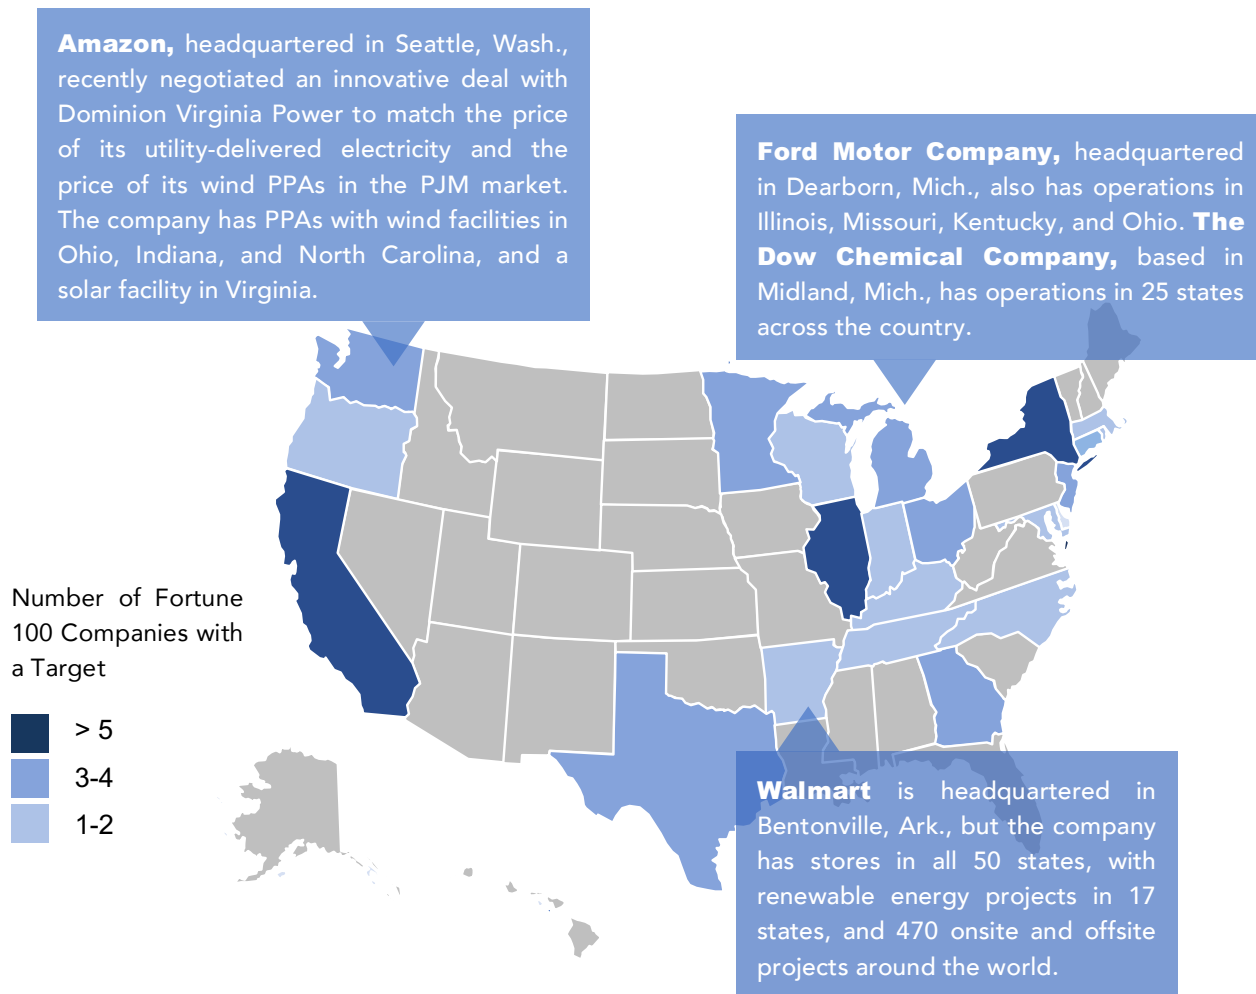 Amazon, headquartered in Seattle, Wash.,
recently negotiated an innovative deal with
Dominion Virginia Power to match the price
of its utility-delivered electricity and the
price of its wind PPAs in the PJM market.
The company has PPAs with wind facilities in
Ohio, Indiana, and North Carolina, and a
solar facility in Virginia.
Ford Motor Company, headquartered
in Dearborn, Mich., also has operations in
Illinois, Missouri, Kentucky, and Ohio. The
Dow Chemical Company, based in
Midland, Mich., has operations in 25 states
across the country.
Number of Fortune
100 Companies with
a Target
> 5
3-4
1-2
Walmart is headquartered in
Bentonville, Ark., but the company
has stores in all 50 states, with
renewable energy projects in 17
states, and 470 onsite and offsite
projects around the world.